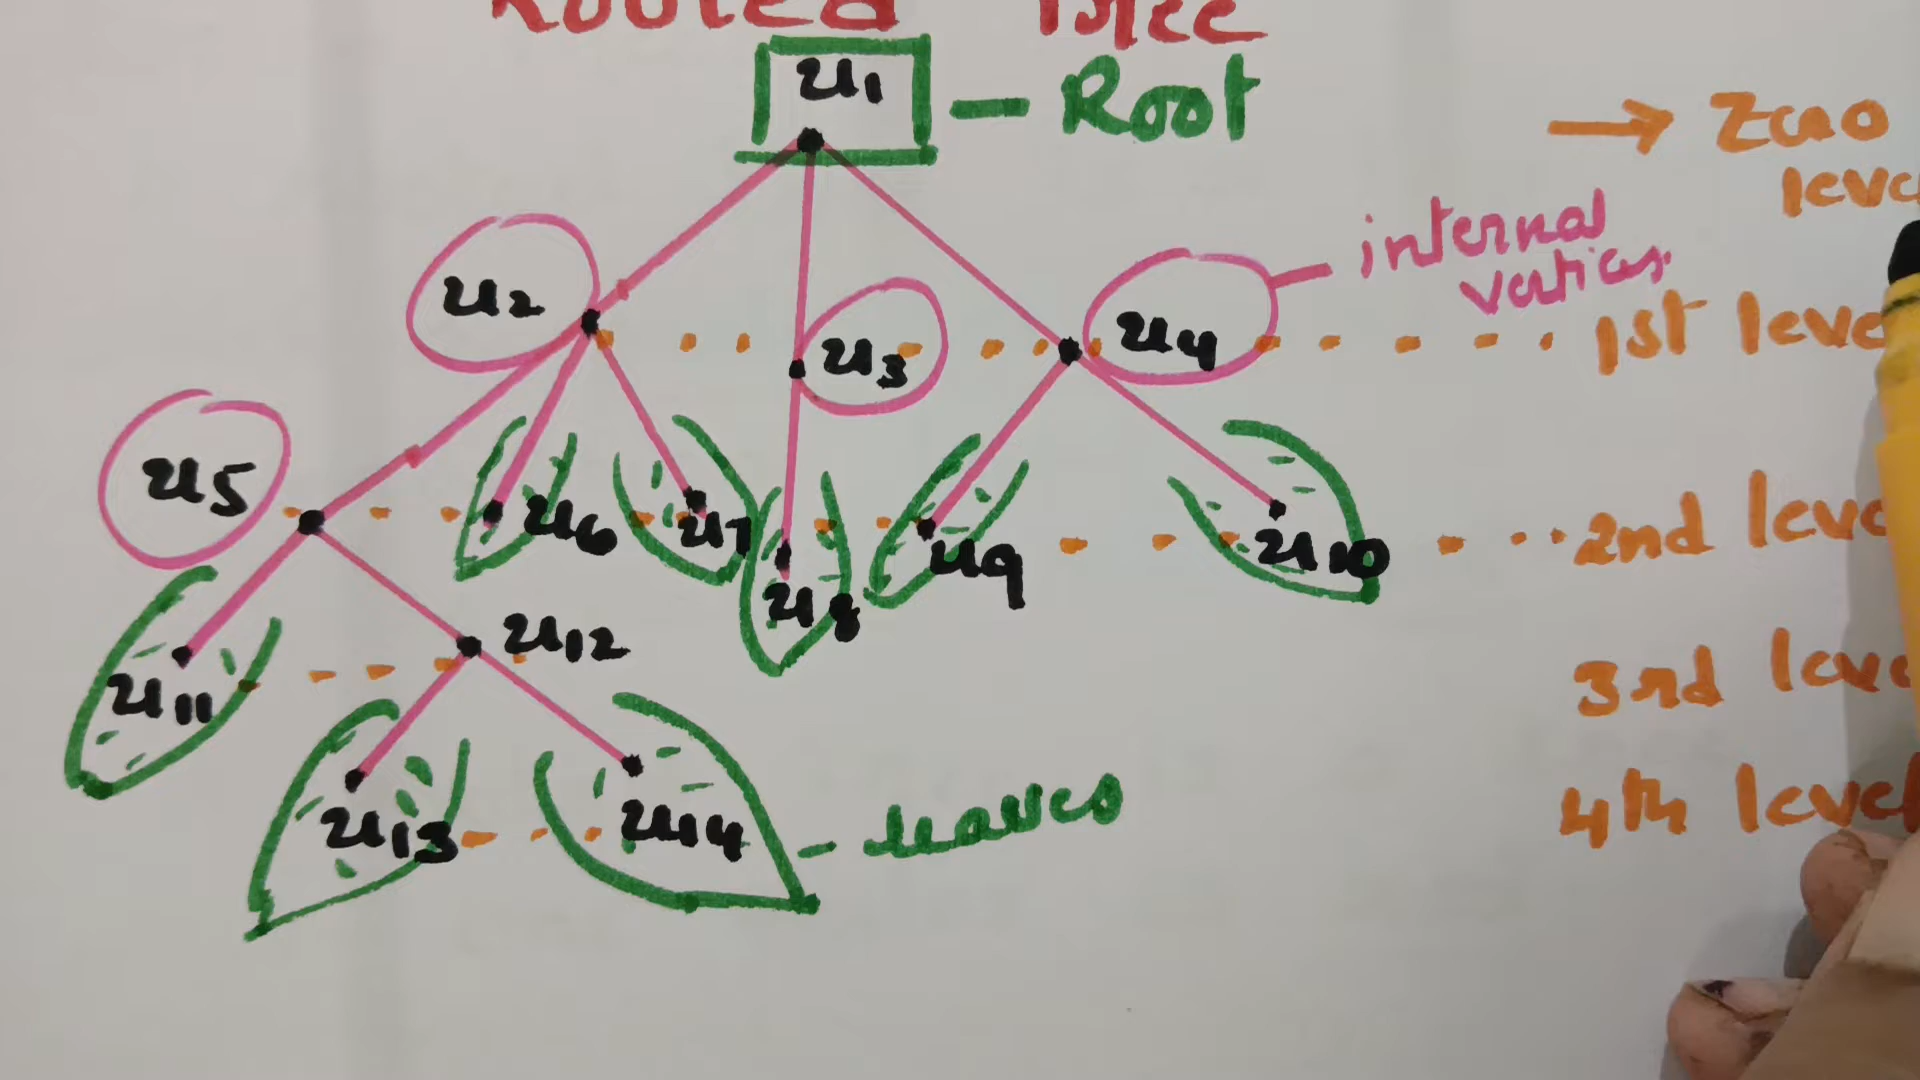 Rooted Tree
u1
Root
Zero
level
internal
vertices.
u2
u3
u4
1st level
u5
u6
u7
u8
u9
u10
2nd level
u11
u12
3rd level
u13
u14
leaves
4th level